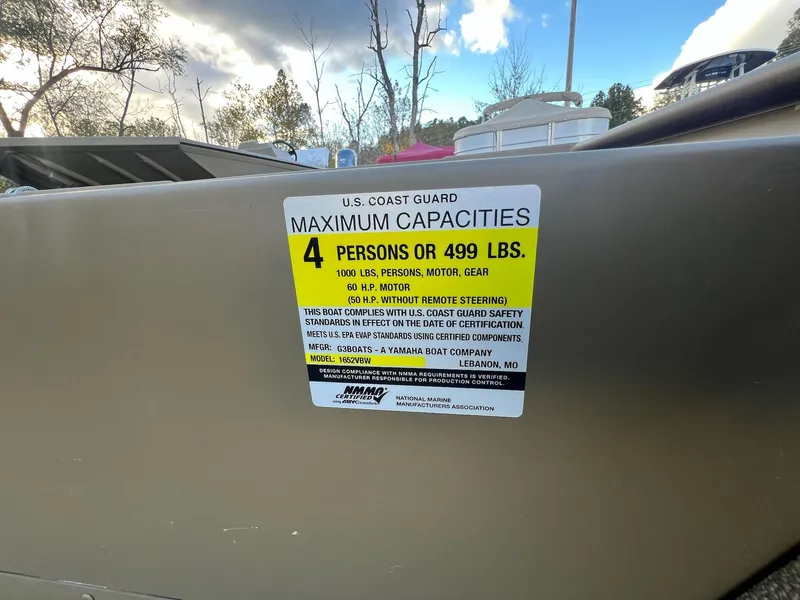 U.S. COAST GUARD
MAXIMUM CAPACITIES
4 PERSONS OR 499 LBS.
1000 LBS, PERSONS, MOTOR, GEAR
60 H.P. MOTOR
(50 H.P. WITHOUT REMOTE STEERING)
THIS BOAT COMPLIES WITH U.S. COAST GUARD SAFETY
STANDARDS IN EFFECT ON THE DATE OF CERTIFICATION.
MEETS U.S. EPA EVAP STANDARDS USING CERTIFIED COMPONENTS.
MFGR: G3BOATS - A YAMAHA BOAT COMPANY
MODEL: 1652VBW LEBANON, MO
DESIGN COMPLIANCE WITH NMMA REQUIREMENTS IS VERIFIED.
MANUFACTURER RESPONSIBLE FOR PRODUCTION CONTROL.
NMMA
CERTIFIED
using ABYC standards
NATIONAL MARINE
MANUFACTURERS ASSOCIATION